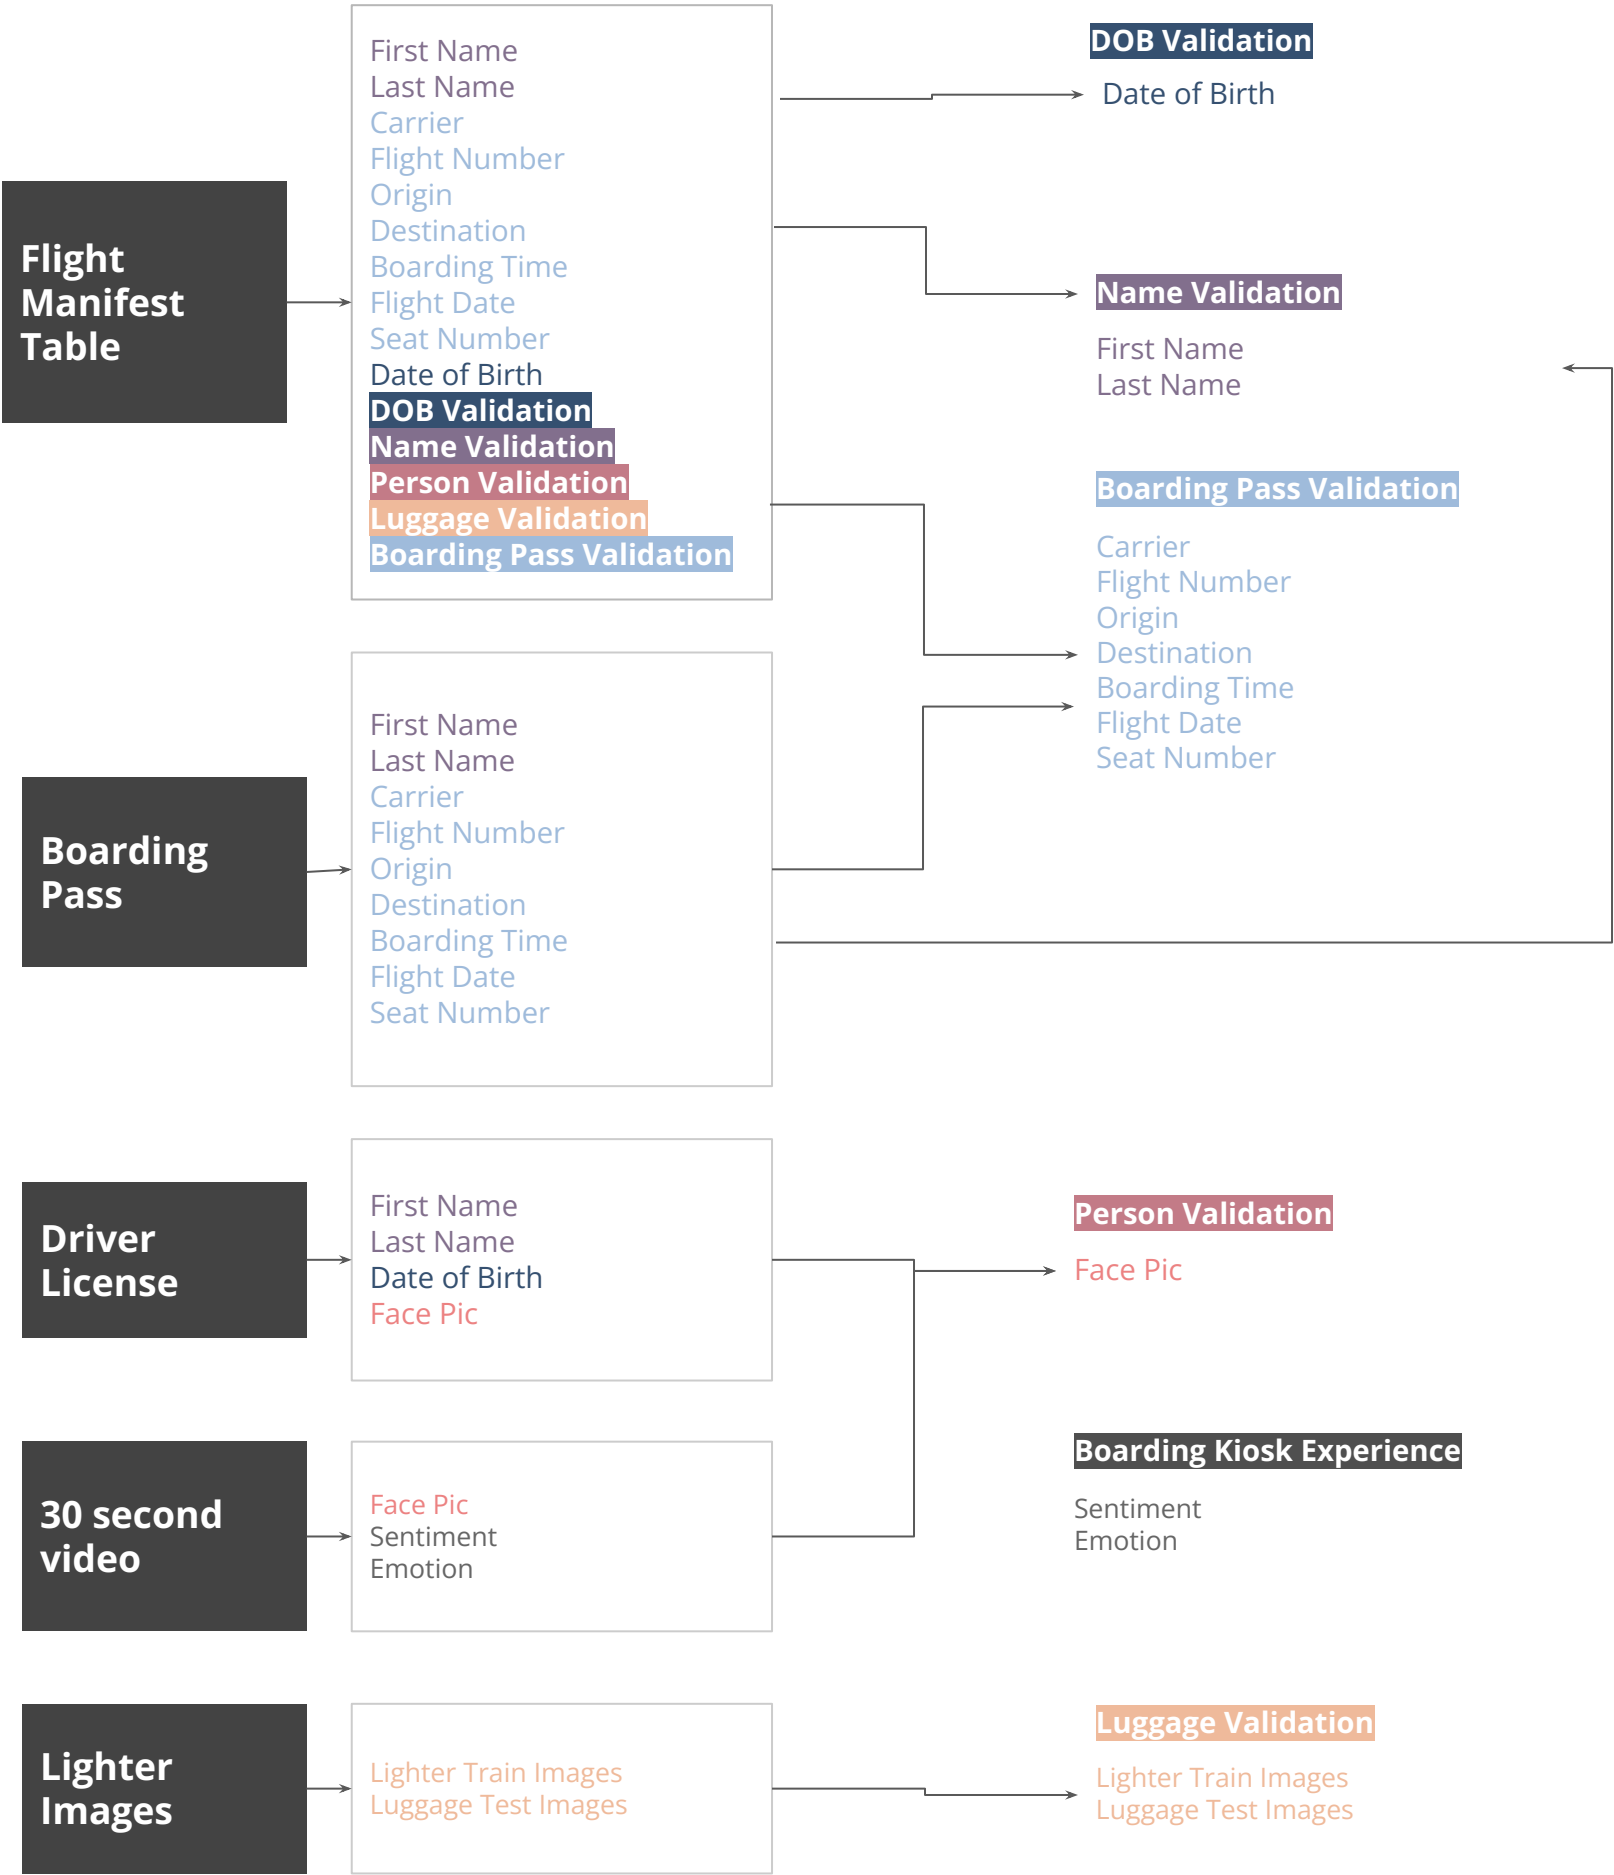 Flight
Manifest
Table
First Name
Last Name
Carrier
Flight Number
Origin
Destination
Boarding Time
Flight Date
Seat Number
Date of Birth
DOB Validation
Name Validation
Person Validation
Luggage Validation
Boarding Pass Validation
DOB Validation
Date of Birth
Name Validation
First Name
Last Name
Boarding Pass Validation
Carrier
Flight Number
Origin
Destination
Boarding Time
Flight Date
Seat Number
Boarding
Pass
First Name
Last Name
Carrier
Flight Number
Origin
Destination
Boarding Time
Flight Date
Seat Number
Driver
License
First Name
Last Name
Date of Birth
Face Pic
Person Validation
Face Pic
30 second
video
Face Pic
Sentiment
Emotion
Boarding Kiosk Experience
Sentiment
Emotion
Lighter
Images
Lighter Train Images
Luggage Test Images
Luggage Validation
Lighter Train Images
Luggage Test Images